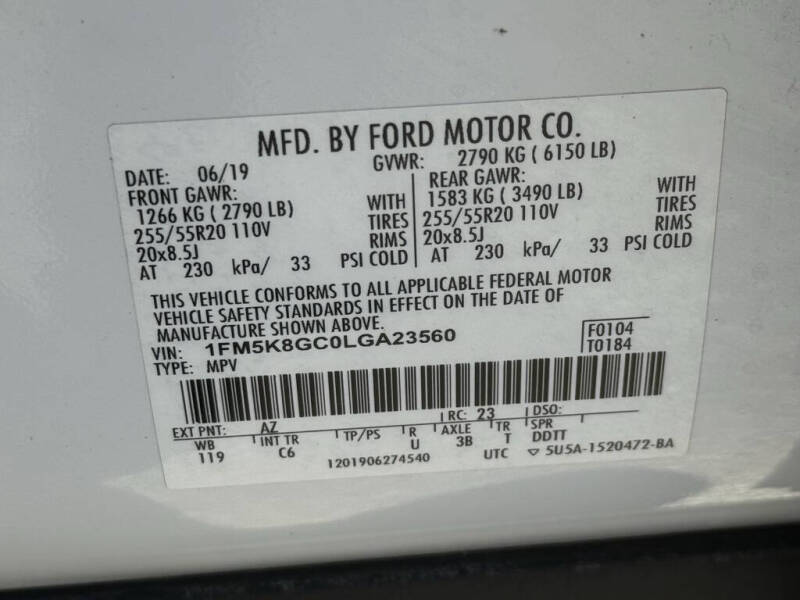 MFD. BY FORD MOTOR CO.
DATE: 06/19 GVWR: 2790 KG ( 6150 LB)
FRONT GAWR: REAR GAWR:
1266 KG ( 2790 LB) WITH 1583 KG ( 3490 LB) WITH
255/55R20 110V TIRES 255/55R20 110V TIRES
20x8.5J RIMS 20x8.5J RIMS
AT 230 kPa/ 33 PSI COLD AT 230 kPa/ 33 PSI COLD
THIS VEHICLE CONFORMS TO ALL APPLICABLE FEDERAL MOTOR
VEHICLE SAFETY STANDARDS IN EFFECT ON THE DATE OF
MANUFACTURE SHOWN ABOVE.
VIN: 1FM5K8GC0LGA23560 F0104
TYPE: MPV T0184
EXT PNT: AZ RC: 23 DSO:
WB INT TR TP/PS R AXLE TR SPR
119 C6 U 3B T DDTT
1201906274540 UTC ▽ 5U5A-1520472-BA